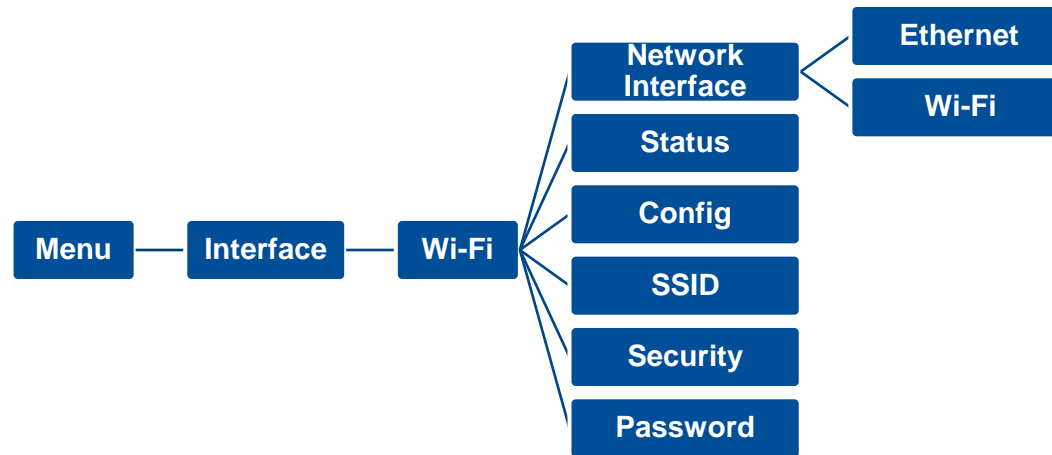 Menu
Interface
Wi-Fi
Network
Interface
Status
Config
SSID
Security
Password
Ethernet
Wi-Fi